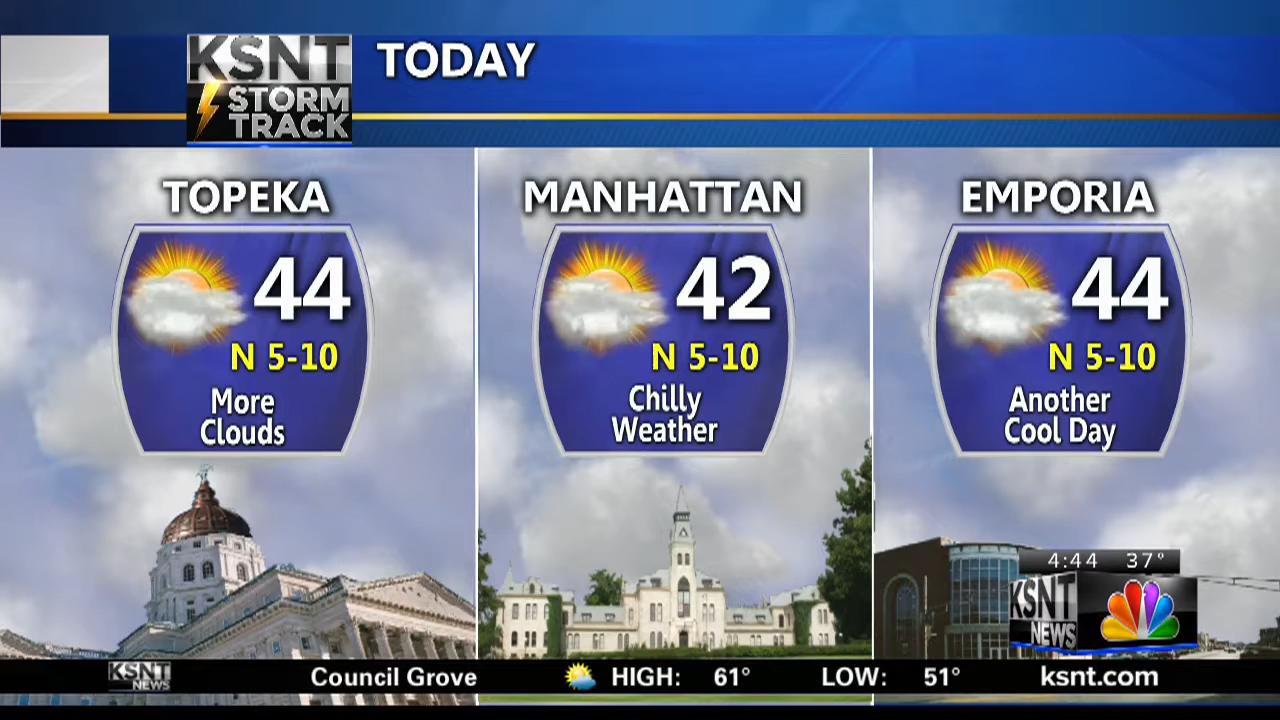 KSNT
STORM
TRACK
TODAY
TOPEKA
44
N 5-10
More
Clouds
MANHATTAN
42
N 5-10
Chilly
Weather
EMPORIA
44
N 5-10
Another
Cool Day
4:44 37°
KSNT
NEWS
KSNT
NEWS
Council Grove HIGH: 61° LOW: 51° ksnt.com